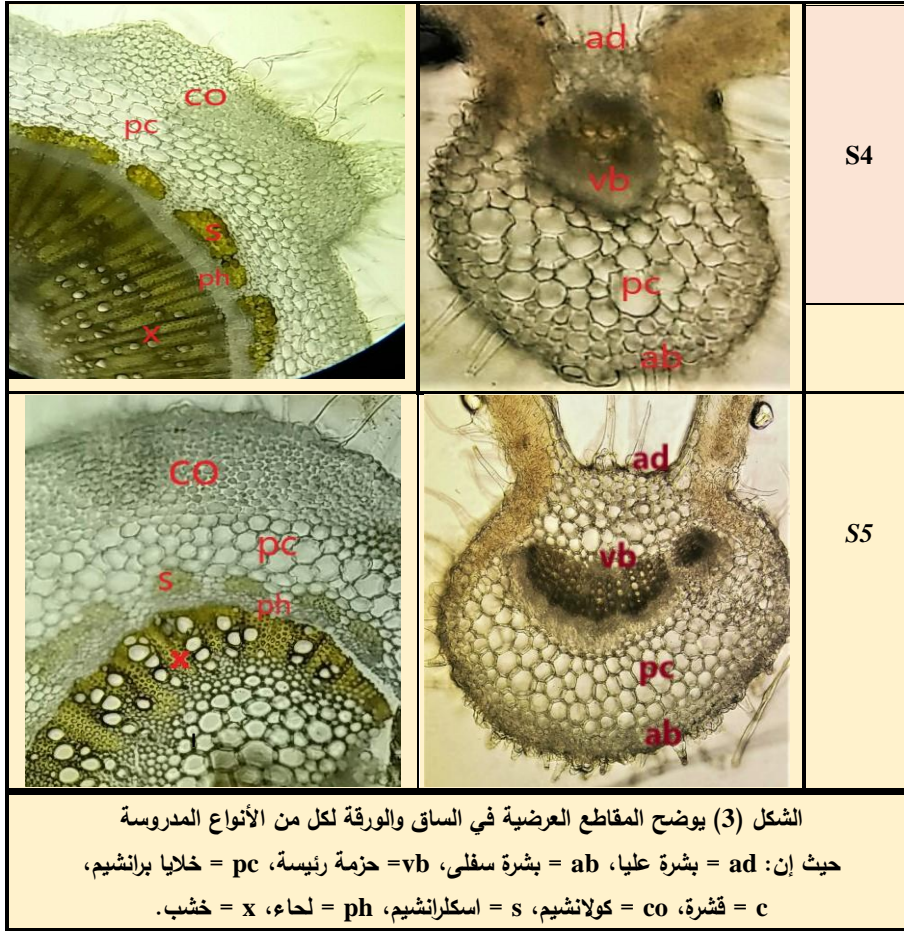 co
pc
s
ph
x
ad
vb
pc
ab
S4
co
pc
s
ph
x
ad
vb
pc
ab
S5
الشكل (3) يوضح المقاطع العرضية في الساق والورقة لكل من الأنواع المدروسة
حيث إن: ad = بشرة عليا، ab = بشرة سفلى، vb= حزمة رئيسة، pc = خلايا برانشيم،
c = قشرة، co = كولانشيم، s = اسكلرانشيم، ph = لحاء، x = خشب.